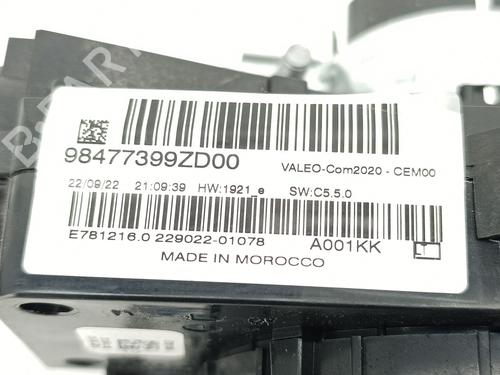 98477399ZD00
VALEO-Com2020 - CEM00
22/09/22 21:09:39 HW:1921_e SW:C5.5.0
E781216.0 229022-01078 A001KK
MADE IN MOROCCO